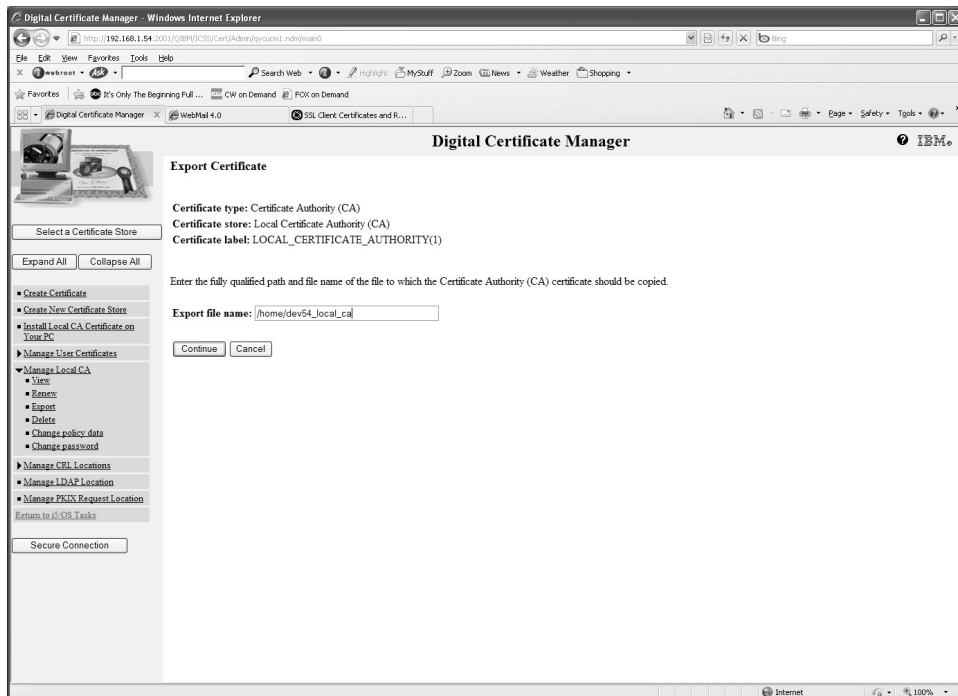 Digital Certificate Manager - Windows Internet Explorer
http://192.168.1.54:2001/QIBM/ICSS/Cert/Admin/qycucm1.ndm/main0
Bing
File Edit View Favorites Tools Help
webroot Ask Search Web Highlight MyStuff Zoom News Weather Shopping
Favorites It's Only The Beginning Full ... CW on Demand FOX on Demand
Digital Certificate Manager WebMail 4.0 SSL Client Certificates and R... Page Safety Tools
Digital Certificate Manager
IBM
Select a Certificate Store
Expand All Collapse All
Create Certificate
Create New Certificate Store
Install Local CA Certificate on
Your PC
Manage User Certificates
Manage Local CA
View
Renew
Export
Delete
Change policy data
Change password
Manage CRL Locations
Manage LDAP Location
Manage PKIX Request Location
Return to i5/OS Tasks
Secure Connection
Export Certificate
Certificate type: Certificate Authority (CA)
Certificate store: Local Certificate Authority (CA)
Certificate label: LOCAL_CERTIFICATE_AUTHORITY(1)
Enter the fully qualified path and file name of the file to which the Certificate Authority (CA) certificate should be copied.
Export file name: /home/dev54_local_ca
Continue Cancel
Internet 100%